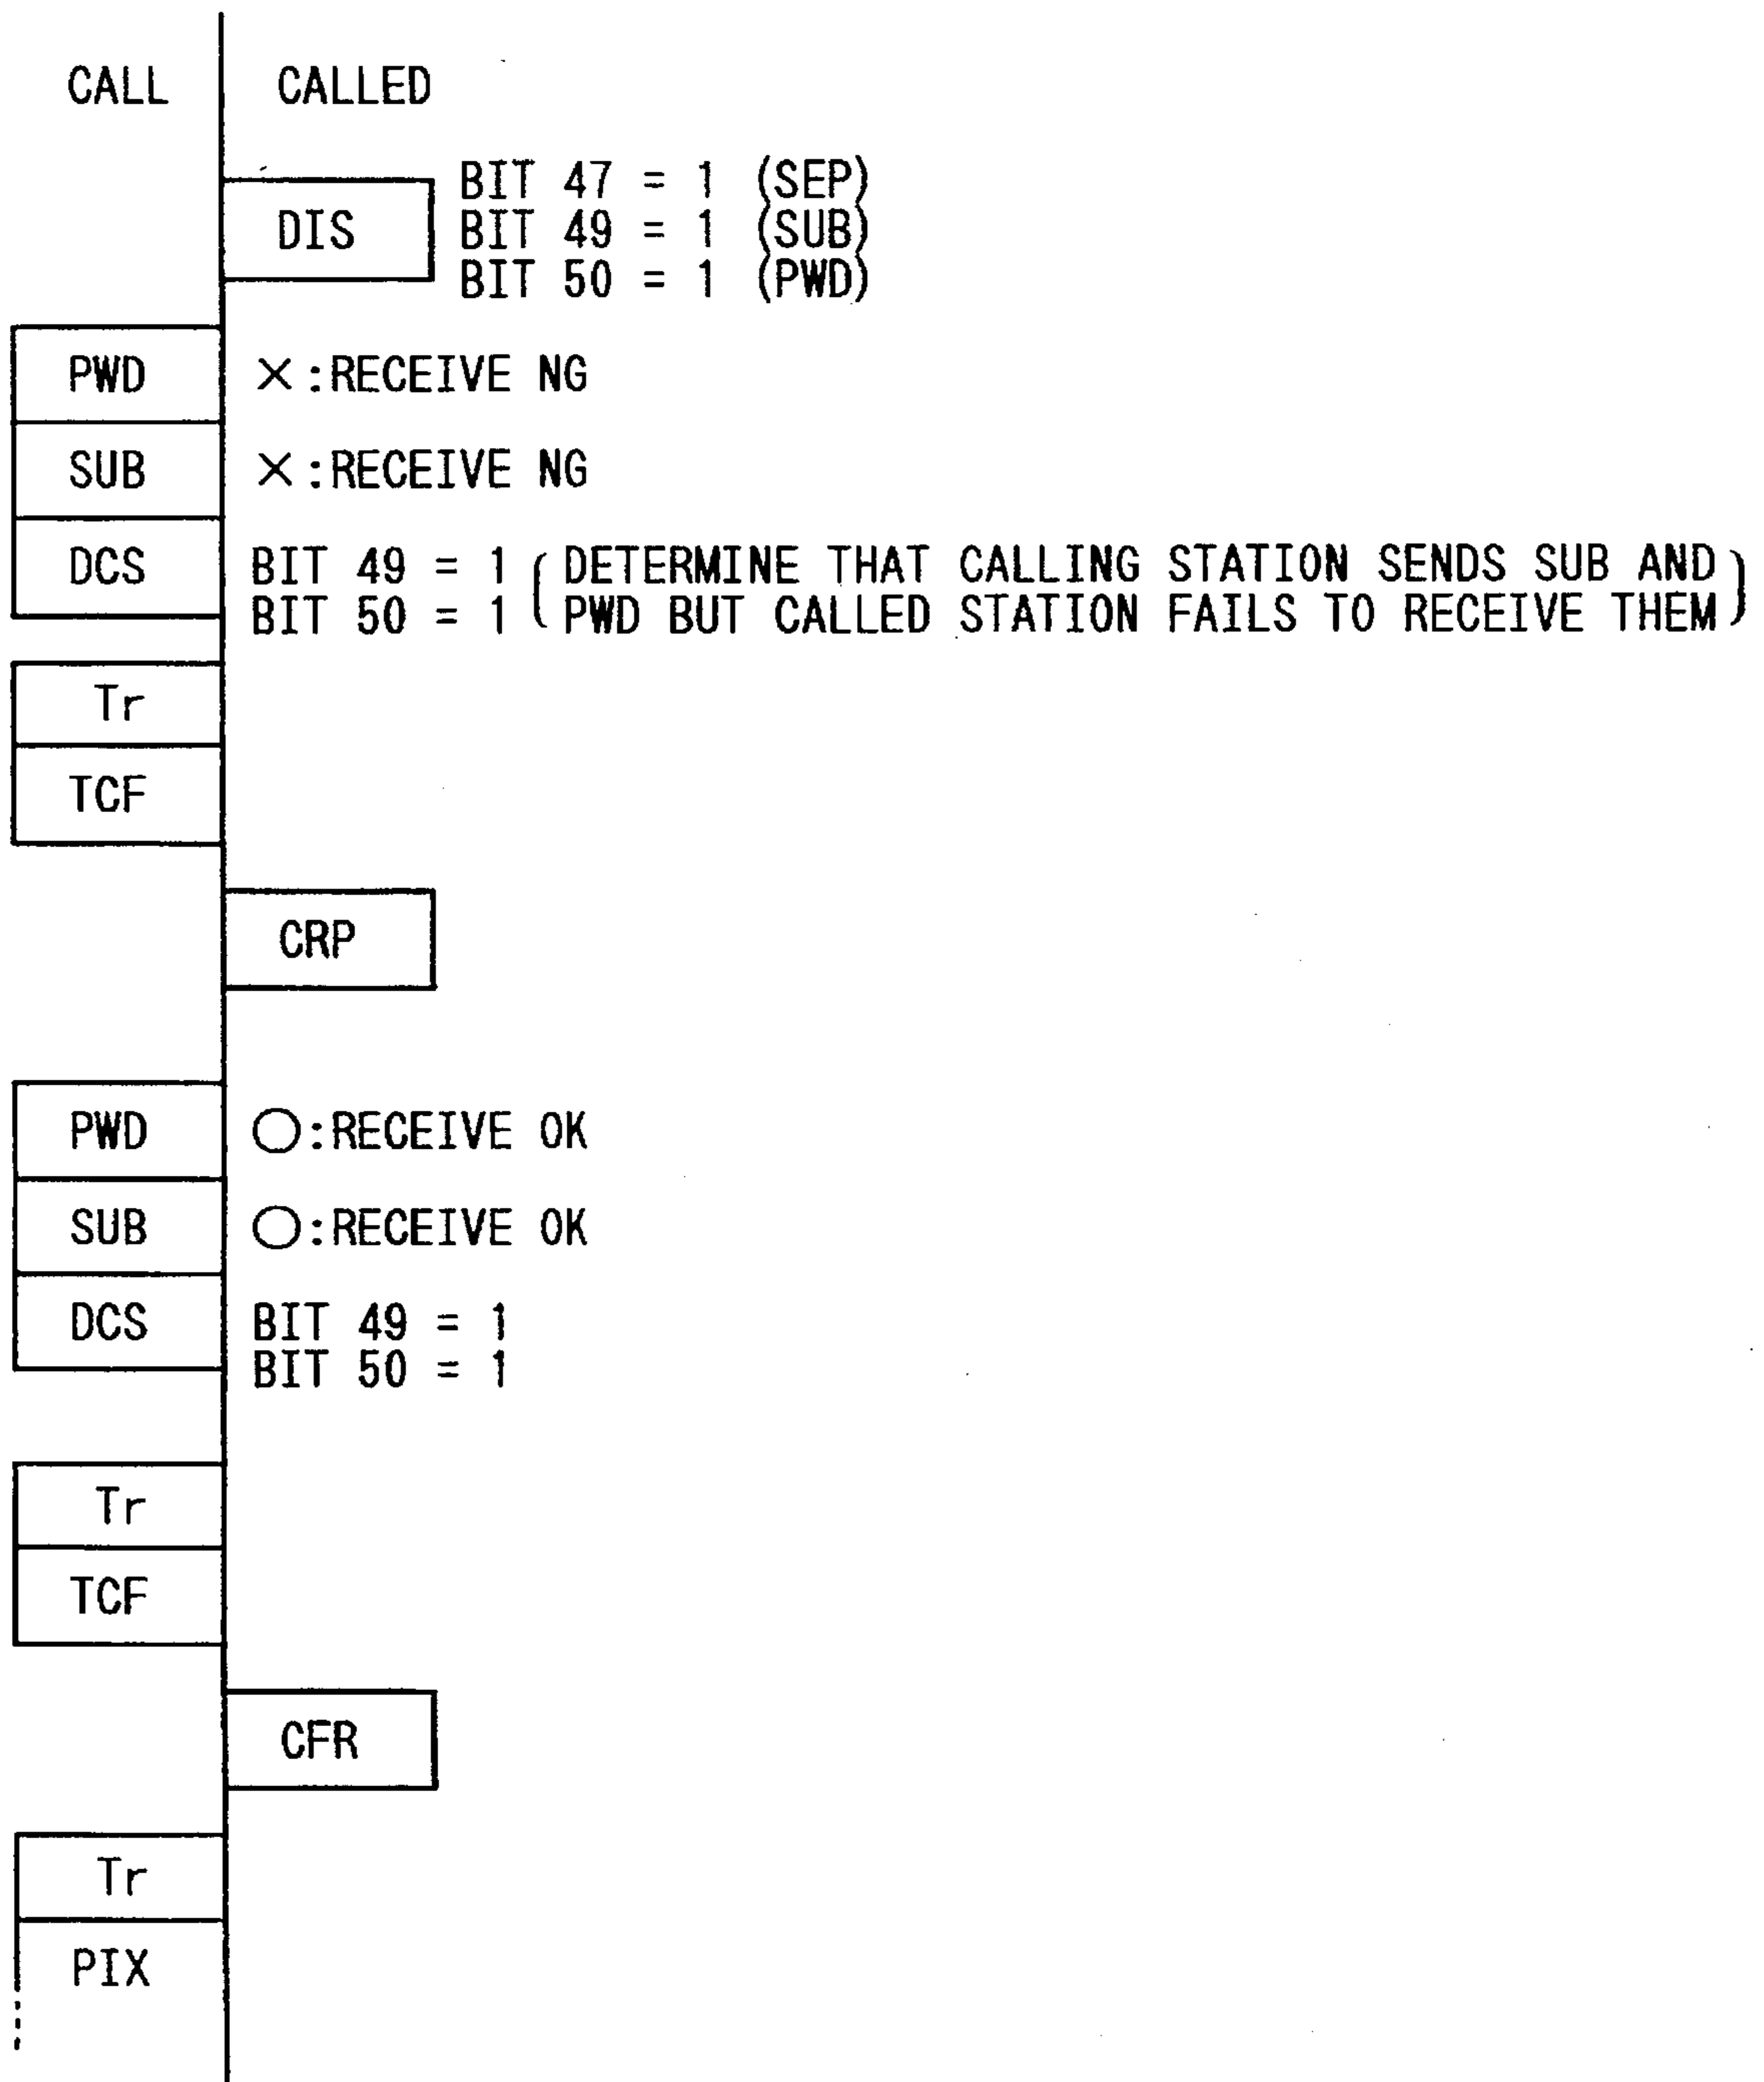 CALL CALLED
DIS
BIT 47 = 1 (SEP)
BIT 49 = 1 (SUB)
BIT 50 = 1 (PWD)
PWD ×:RECEIVE NG
SUB ×:RECEIVE NG
DCS
BIT 49 = 1 (DETERMINE THAT CALLING STATION SENDS SUB AND
BIT 50 = 1 PWD BUT CALLED STATION FAILS TO RECEIVE THEM)
Tr
TCF
CRP
PWD ○:RECEIVE OK
SUB ○:RECEIVE OK
DCS
BIT 49 = 1
BIT 50 = 1
Tr
TCF
CFR
Tr
PIX